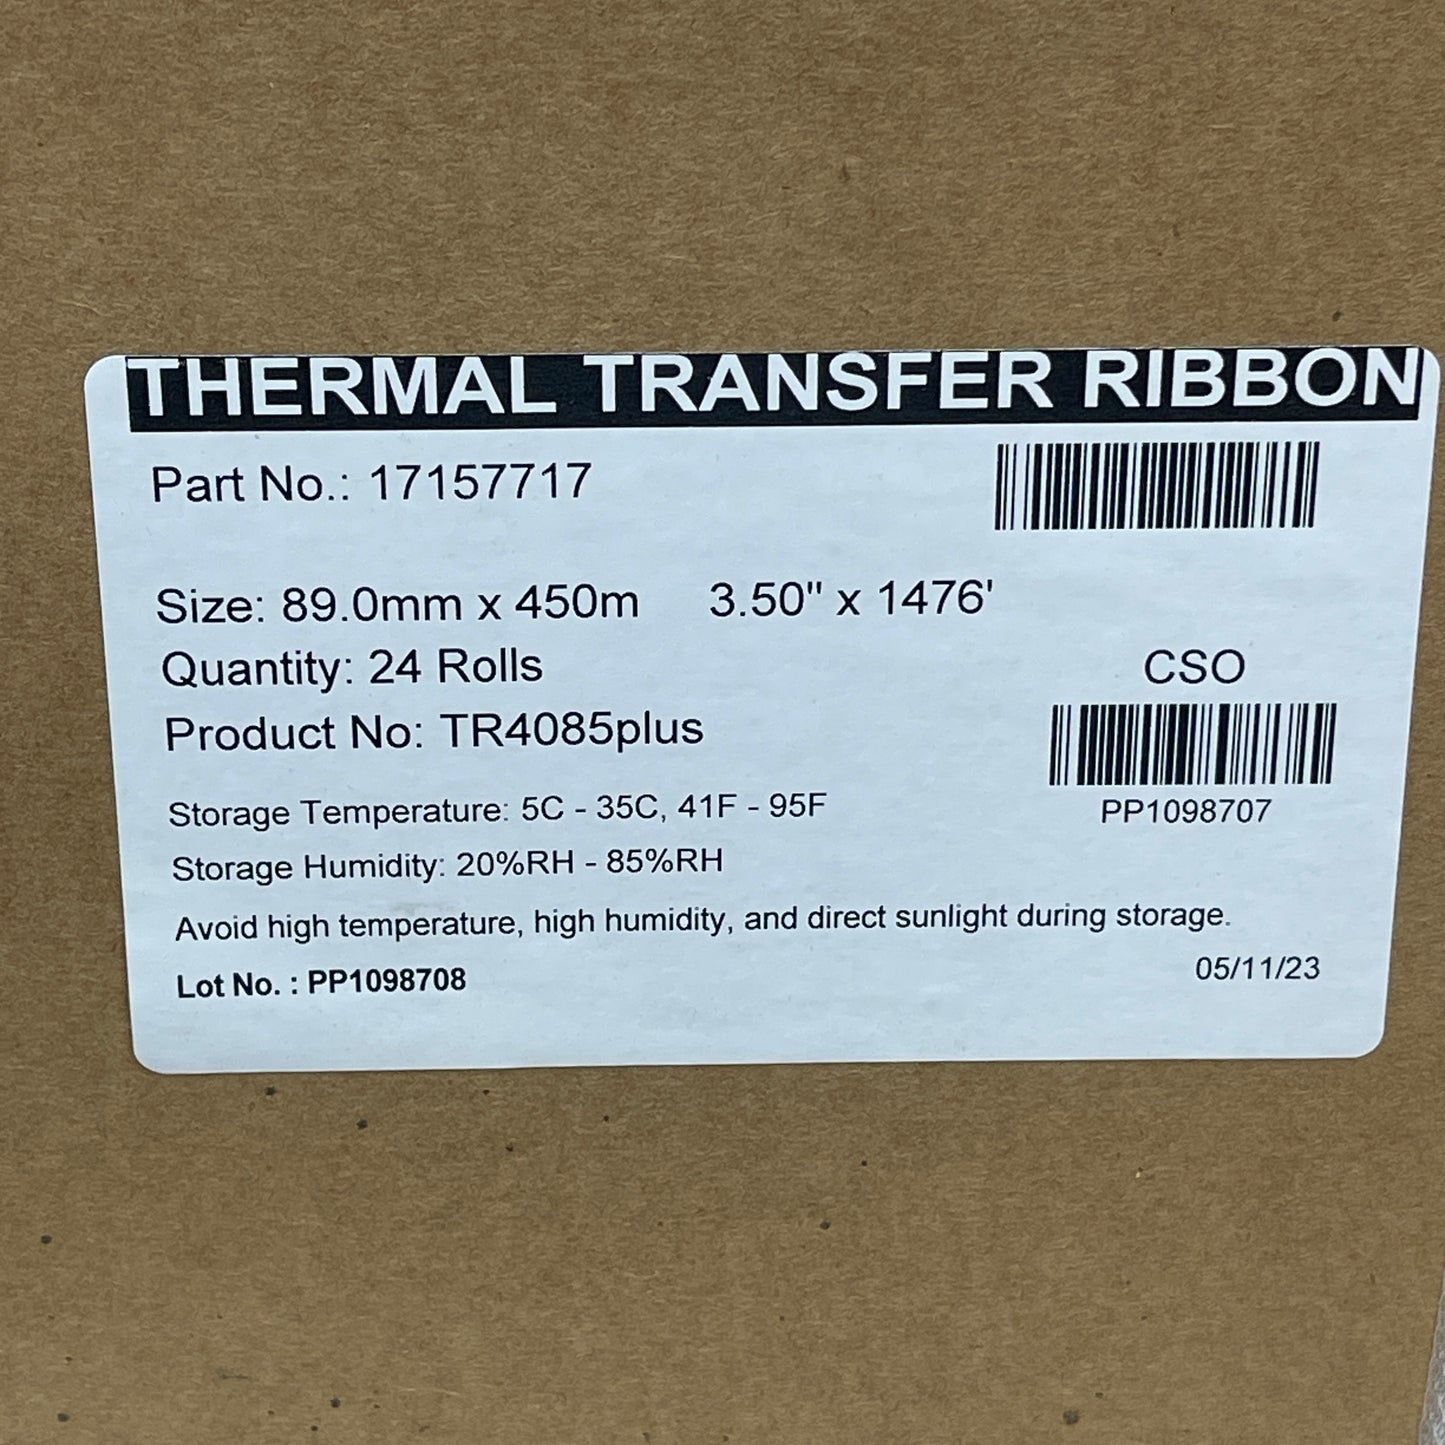 THERMAL TRANSFER RIBBON
Part No.: 17157717
Size: 89.0mm x 450m 3.50" x 1476'
Quantity: 24 Rolls
CSO
Product No: TR4085plus
PP1098707
Storage Temperature: 5C - 35C, 41F - 95F
Storage Humidity: 20%RH - 85%RH
Avoid high temperature, high humidity, and direct sunlight during storage.
Lot No. : PP1098708
05/11/23